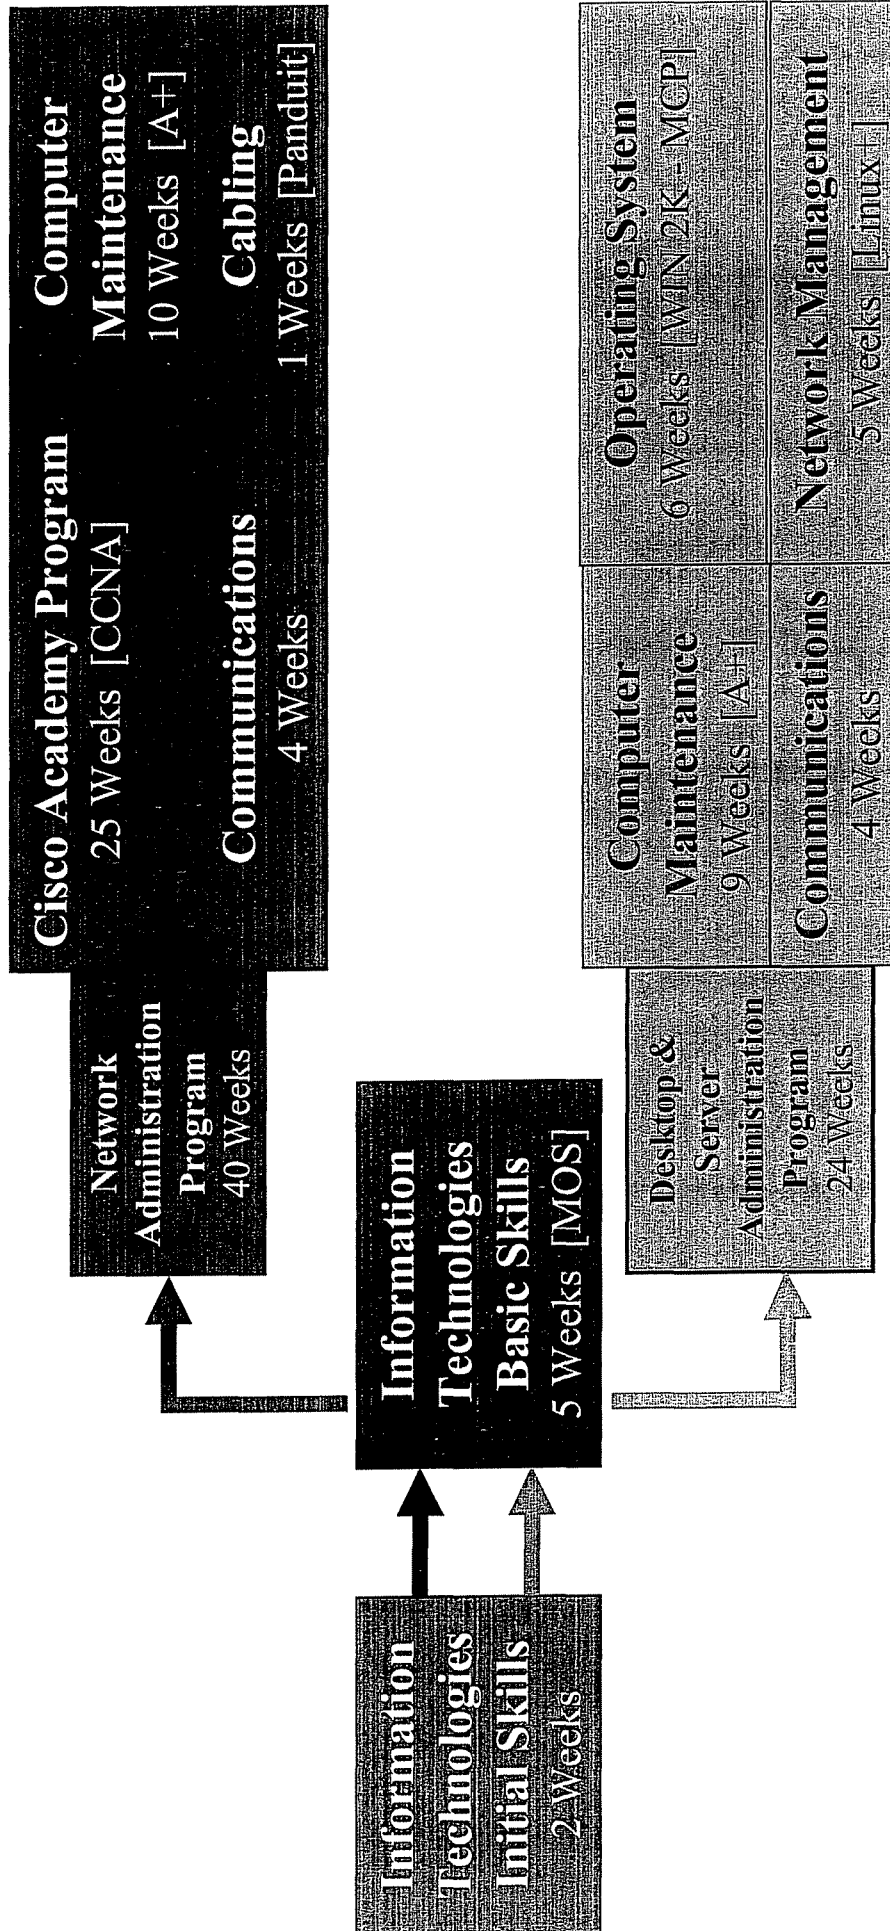 Information
Technologies
Initial Skills
2 Weeks
Information
Technologies
Basic Skills
5 Weeks [MOS]
Network
Administration
Program
40 Weeks
Cisco Academy Program
25 Weeks [CCNA]
Communications
4 Weeks
Computer
Maintenance
10 Weeks [A+]
Cabling
1 Weeks [Panduit]
Desktop &
Server
Administration
Program
24 Weeks
Computer
Maintenance
9 Weeks [A+]
Communications
4 Weeks
Operating System
6 Weeks [WIN 2K - MCP]
Network Management
5 Weeks [Linux+]